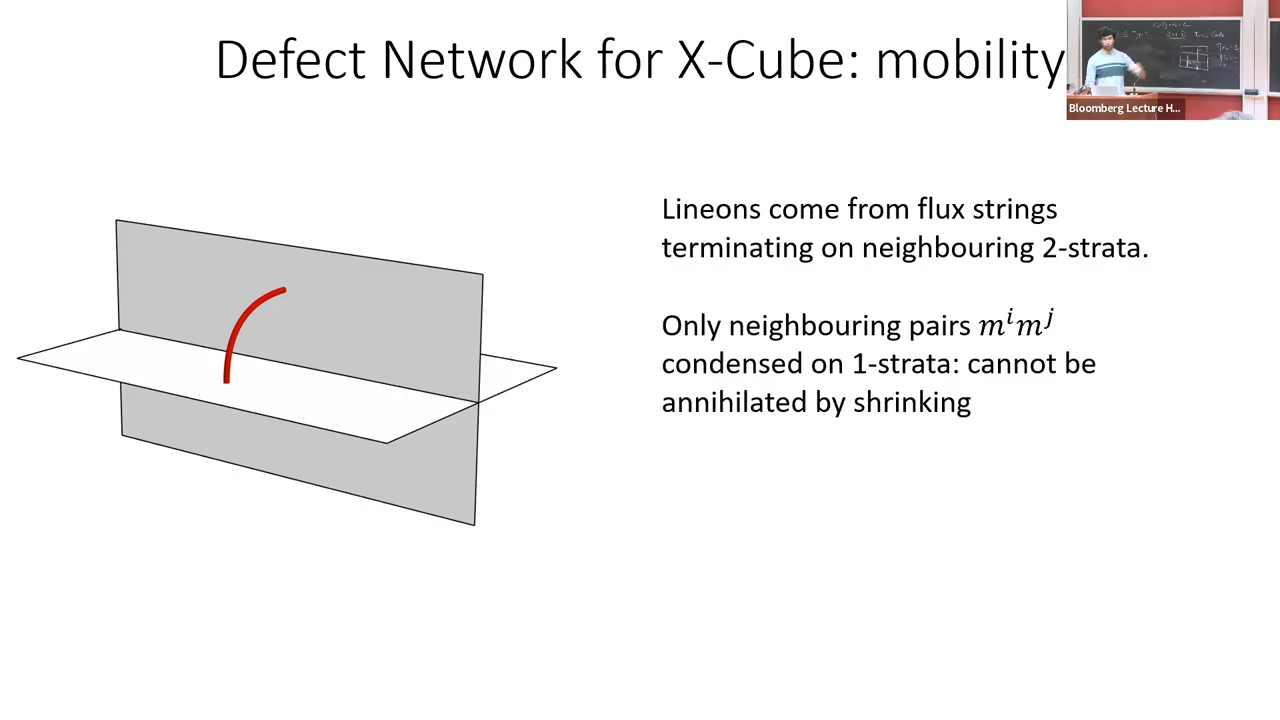 Defect Network for X-Cube: mobility
Bloomberg Lecture H...
Lineons come from flux strings
terminating on neighbouring 2-strata.
Only neighbouring pairs mⁱmʲ
condensed on 1-strata: cannot be
annihilated by shrinking